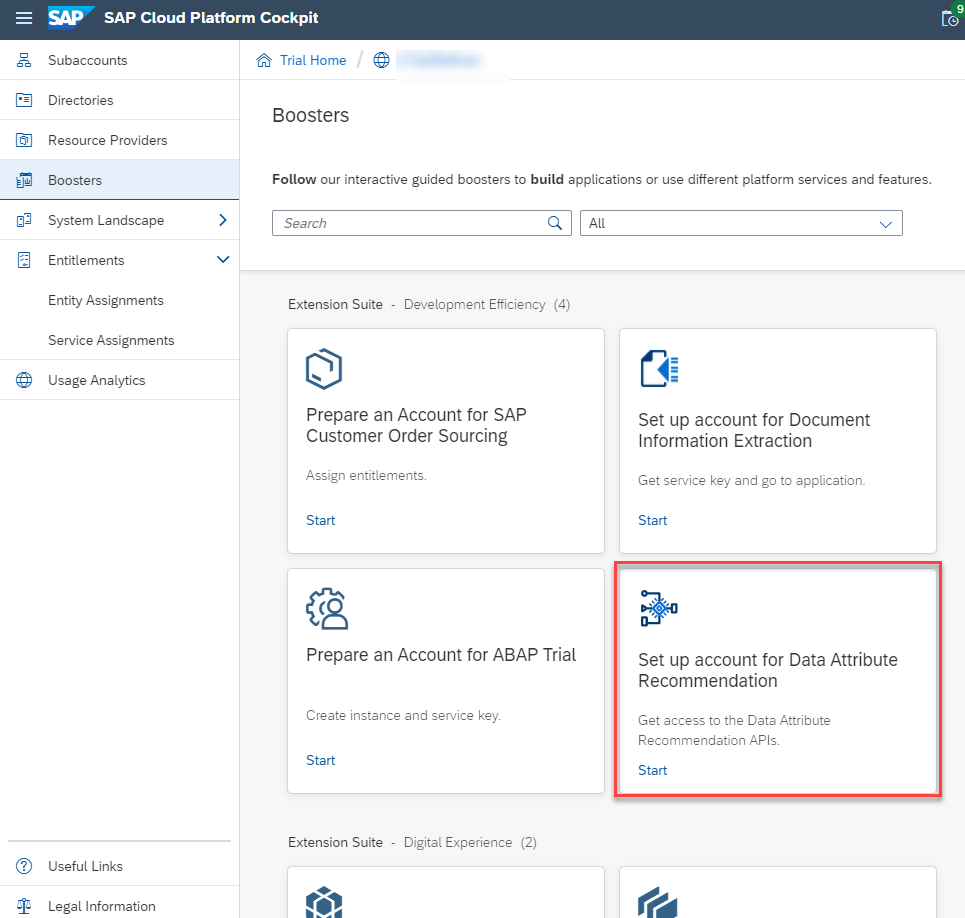 SAP SAP Cloud Platform Cockpit
9
Subaccounts
Directories
Resource Providers
Boosters
System Landscape
Entitlements
Entity Assignments
Service Assignments
Usage Analytics
Useful Links
Legal Information
Trial Home /
Boosters
Follow our interactive guided boosters to build applications or use different platform services and features.
Search
All
Extension Suite - Development Efficiency (4)
Prepare an Account for SAP
Customer Order Sourcing
Assign entitlements.
Start
Set up account for Document
Information Extraction
Get service key and go to application.
Start
Prepare an Account for ABAP Trial
Create instance and service key.
Start
Set up account for Data Attribute
Recommendation
Get access to the Data Attribute
Recommendation APIs.
Start
Extension Suite - Digital Experience (2)